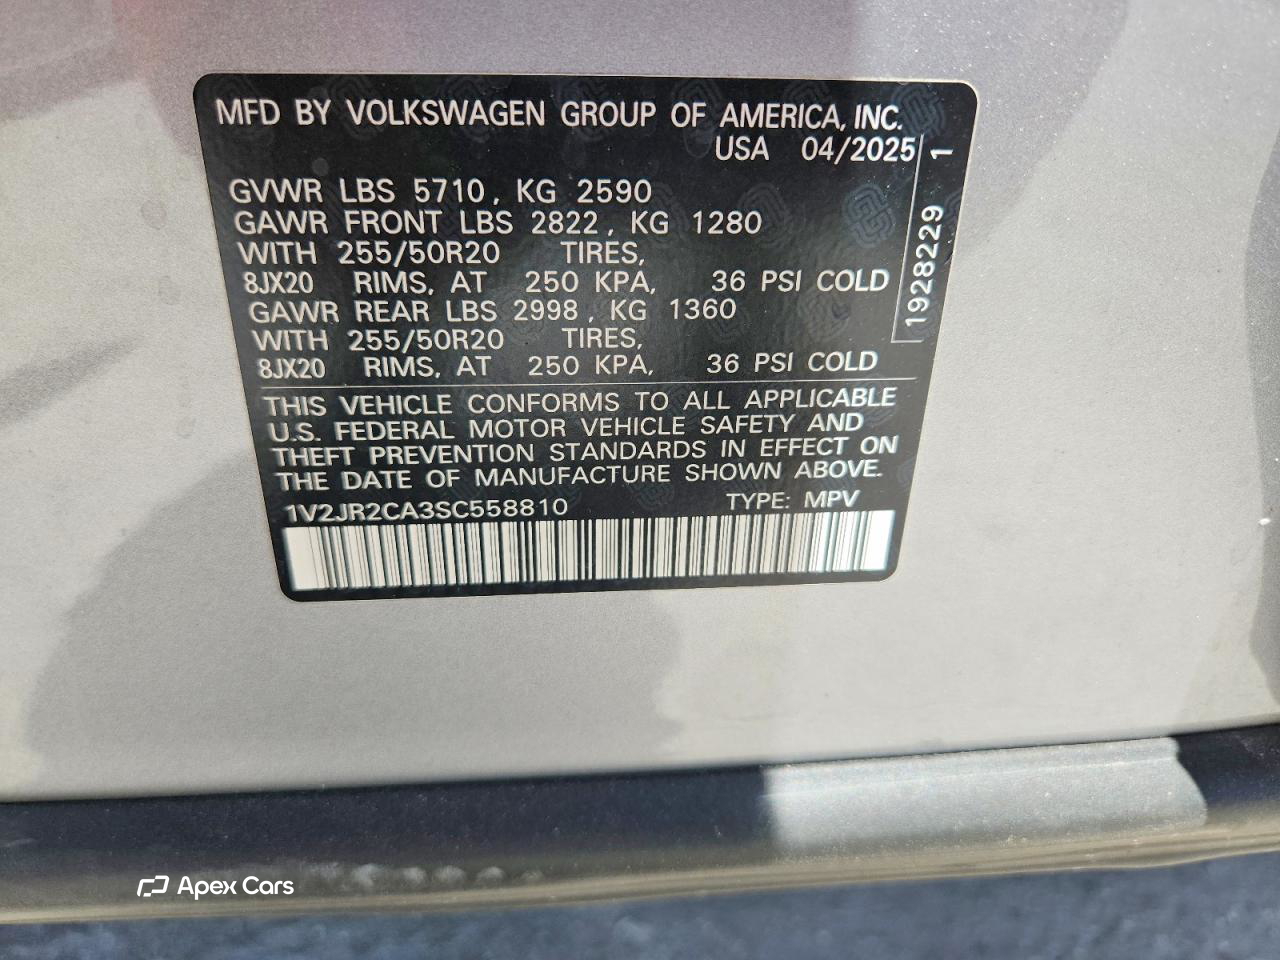 MFD BY VOLKSWAGEN GROUP OF AMERICA, INC.
USA 04/2025
1928229 1
GVWR LBS 5710, KG 2590
GAWR FRONT LBS 2822, KG 1280
WITH 255/50R20 TIRES,
8JX20 RIMS, AT 250 KPA, 36 PSI COLD
GAWR REAR LBS 2998, KG 1360
WITH 255/50R20 TIRES,
8JX20 RIMS, AT 250 KPA, 36 PSI COLD
THIS VEHICLE CONFORMS TO ALL APPLICABLE
U.S. FEDERAL MOTOR VEHICLE SAFETY AND
THEFT PREVENTION STANDARDS IN EFFECT ON
THE DATE OF MANUFACTURE SHOWN ABOVE.
1V2JR2CA3SC558810 TYPE: MPV
Apex Cars